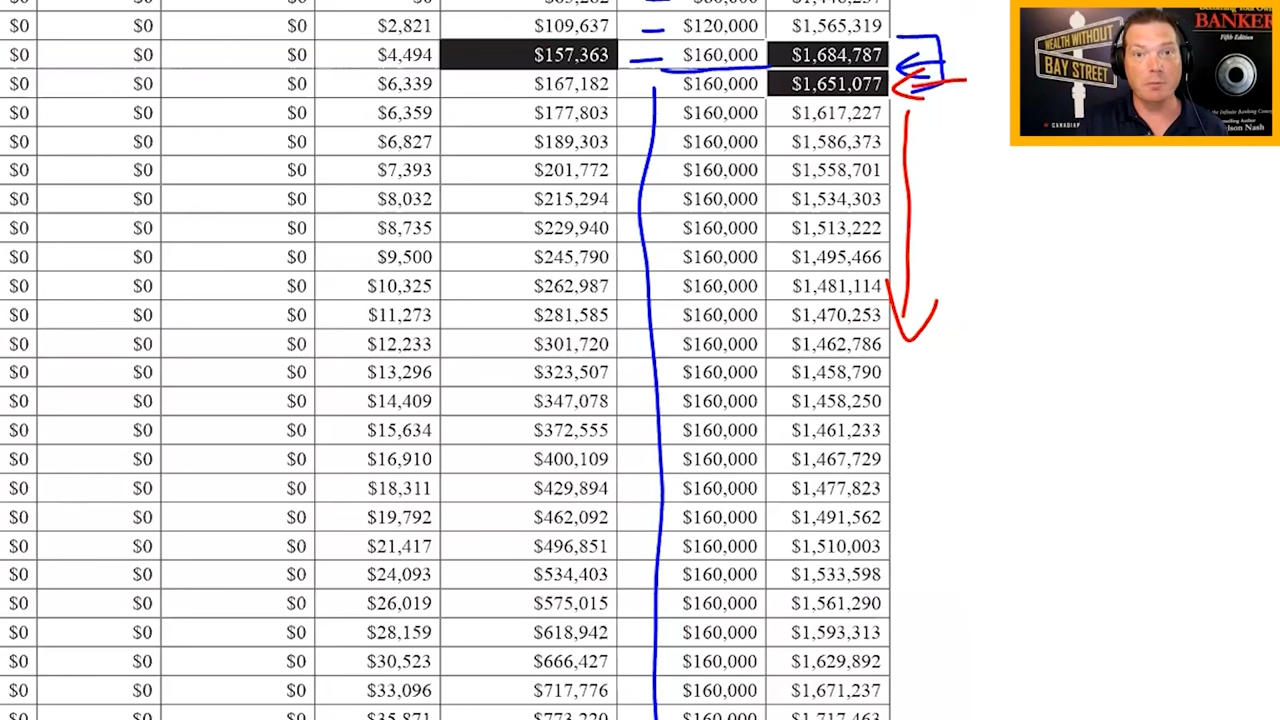 $2,821 $109,637 $120,000 $1,565,319
$4,494 $157,363 $160,000 $1,684,787
$6,339 $167,182 $160,000 $1,651,077
$0 $0 $0 $6,359 $177,803 $160,000 $1,617,227
$0 $0 $0 $6,827 $189,303 $160,000 $1,586,373
$0 $0 $0 $7,393 $201,772 $160,000 $1,558,701
$0 $0 $0 $8,032 $215,294 $160,000 $1,534,303
$0 $0 $0 $8,735 $229,940 $160,000 $1,513,222
$0 $0 $0 $9,500 $245,790 $160,000 $1,495,466
$0 $0 $0 $10,325 $262,987 $160,000 $1,481,114
$0 $0 $0 $11,273 $281,585 $160,000 $1,470,253
$0 $0 $0 $12,233 $301,720 $160,000 $1,462,786
$0 $0 $0 $13,296 $323,507 $160,000 $1,458,790
$0 $0 $0 $14,409 $347,078 $160,000 $1,458,250
$0 $0 $0 $15,634 $372,555 $160,000 $1,461,233
$0 $0 $0 $16,910 $400,109 $160,000 $1,467,729
$0 $0 $0 $18,311 $429,894 $160,000 $1,477,823
$0 $0 $0 $19,792 $462,092 $160,000 $1,491,562
$0 $0 $0 $21,417 $496,851 $160,000 $1,510,003
$0 $0 $0 $24,093 $534,403 $160,000 $1,533,598
$0 $0 $0 $26,019 $575,015 $160,000 $1,561,290
$0 $0 $0 $28,159 $618,942 $160,000 $1,593,313
$0 $0 $0 $30,523 $666,427 $160,000 $1,629,892
$0 $0 $0 $33,096 $717,776 $160,000 $1,671,237
$0 $0 $0 $35,871 $773,220 $160,000 $1,717,463
WEALTH WITHOUT
BAY STREET
CANADIAN
BANKER
Fifth Edition
Nelson Nash